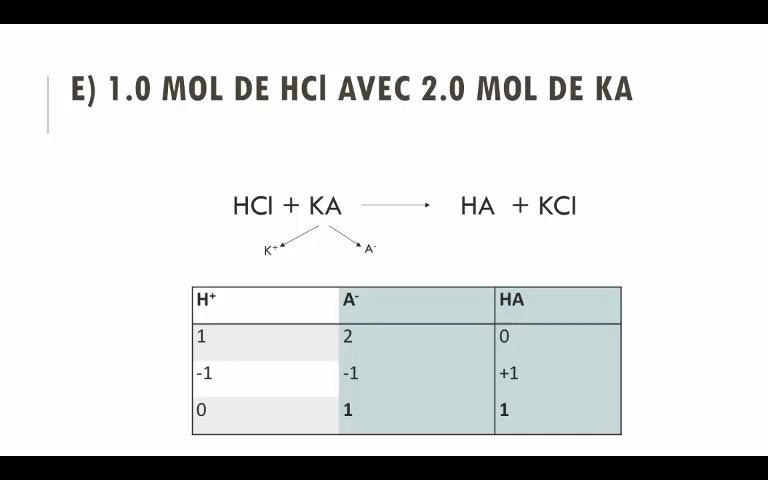 E) 1.0 MOL DE HCl AVEC 2.0 MOL DE KA
HCl + KA HA + KCl
K+ A-
H+ A- HA
1 2 0
-1 -1 +1
0 1 1